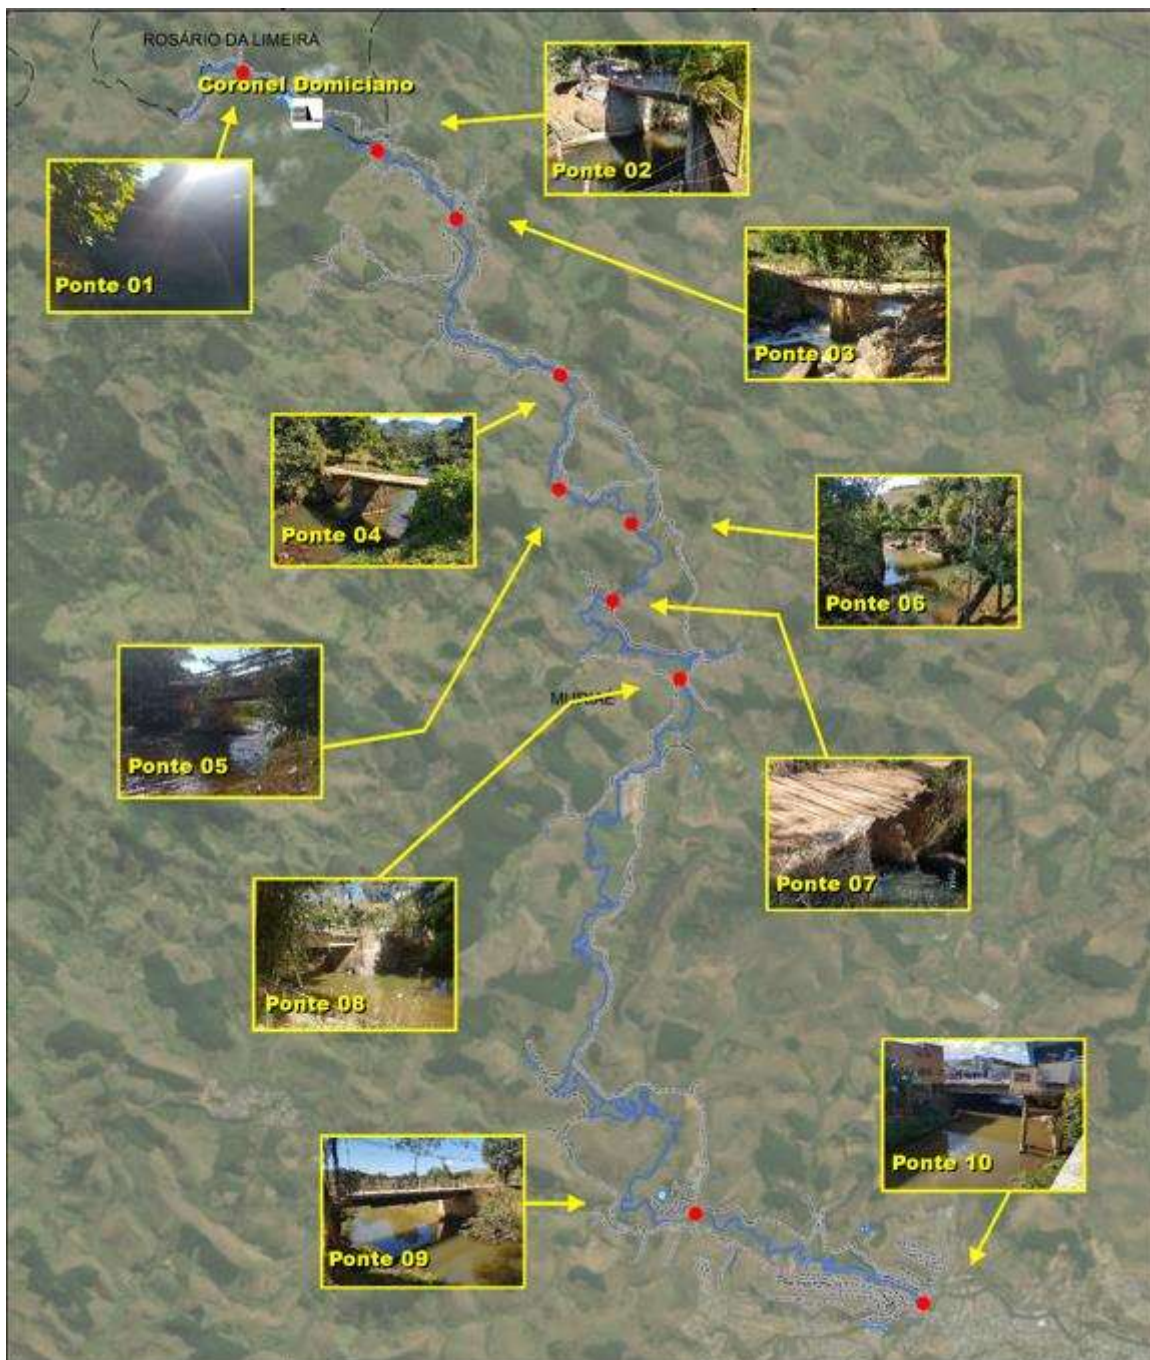 ROSÁRIO DA LIMEIRA
Coronel Domiciano
Ponte 02
Ponte 01
Ponte 03
Ponte 04
Ponte 06
MURIAÉ
Ponte 05
Ponte 07
Ponte 08
Ponte 10
Ponte 09